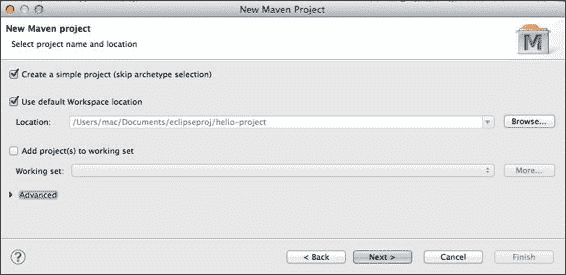 New Maven Project
New Maven project
Select project name and location
M
Create a simple project (skip archetype selection)
Use default Workspace location
Location: /Users/mac/Documents/eclipseproj/hello-project Browse...
Add project(s) to working set
Working set: More...
Advanced
? < Back Next > Cancel Finish